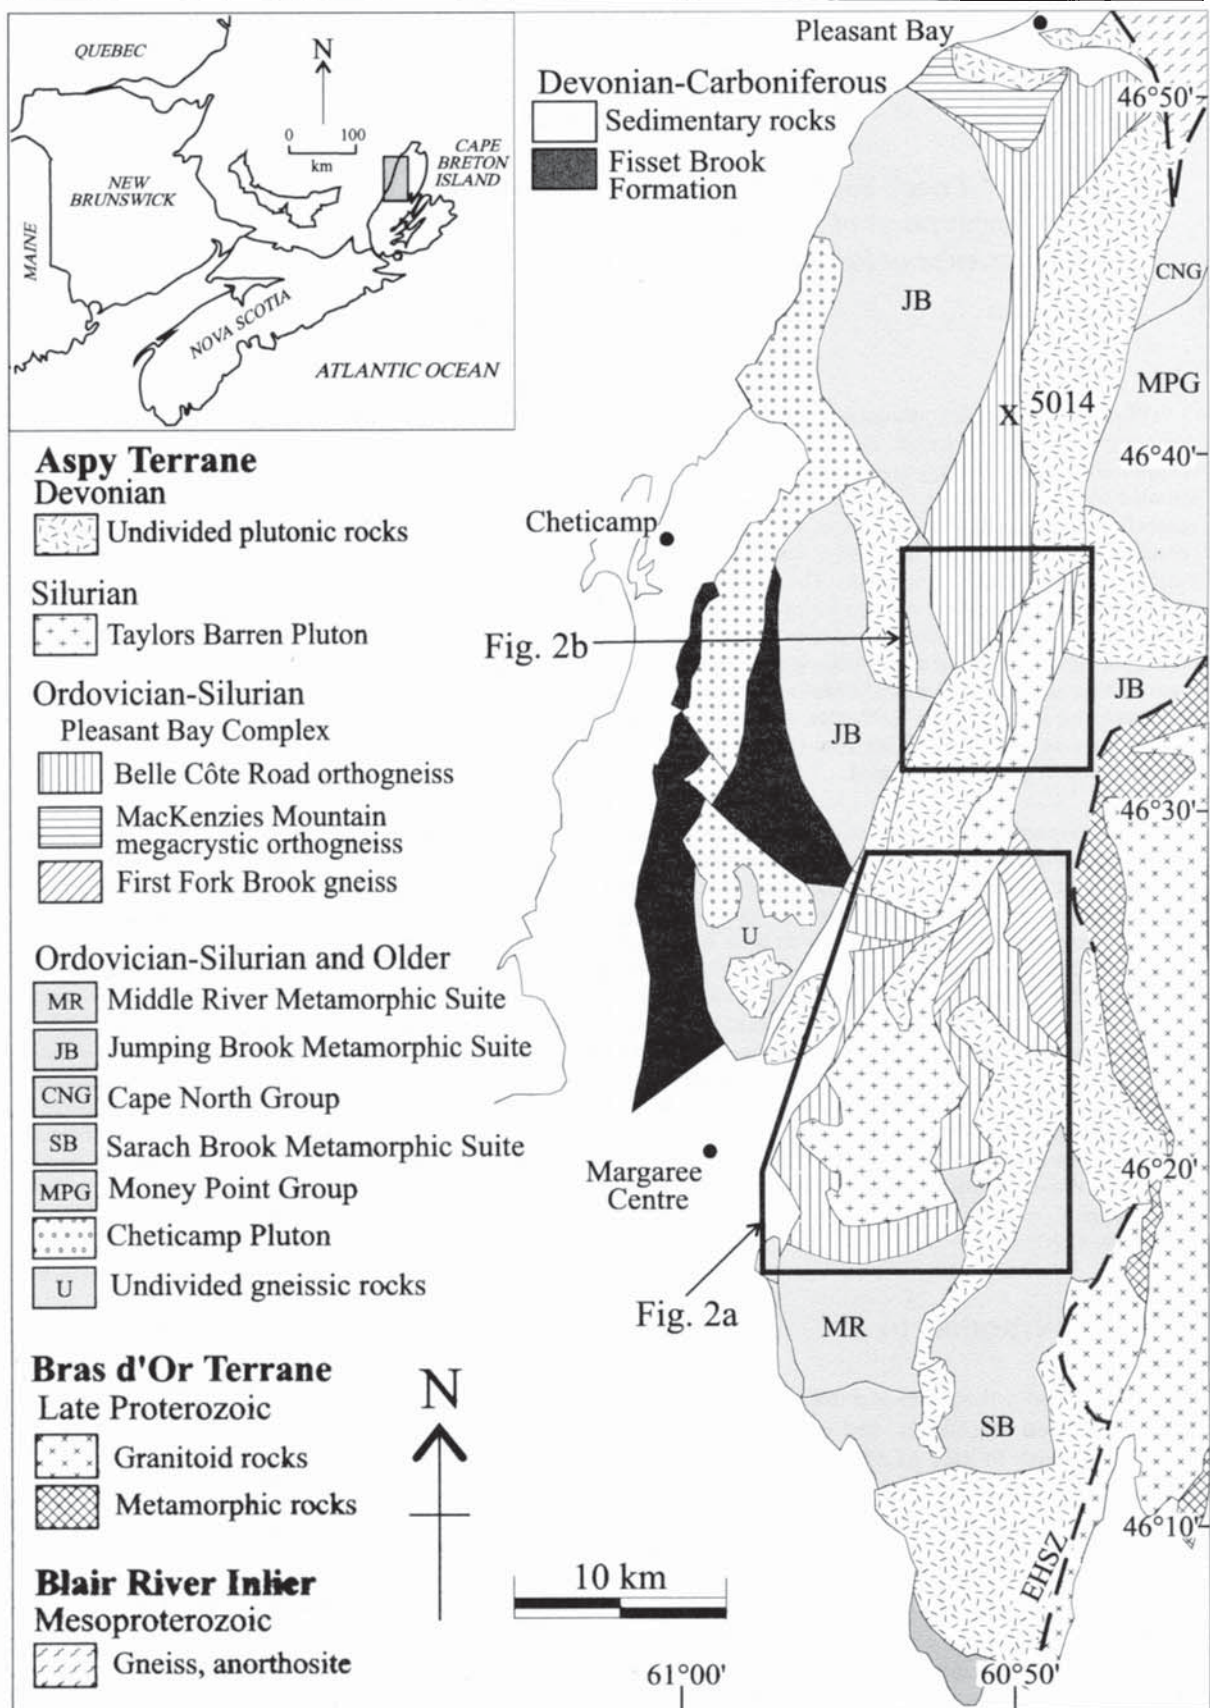 QUEBEC
N
0 100
km
CAPE
BRETON
ISLAND
NEW
BRUNSWICK
MAINE
NOVA SCOTIA
ATLANTIC OCEAN
Pleasant Bay
Devonian-Carboniferous
Sedimentary rocks
Fisset Brook
Formation
46°50'
CNG
JB
MPG
X 5014
46°40'
Cheticamp
Fig. 2b
JB
JB
46°30'
U
Margaree
Centre
46°20'
Fig. 2a
MR
SB
46°10'
EHSZ
Aspy Terrane
Devonian
Undivided plutonic rocks
Silurian
Taylors Barren Pluton
Ordovician-Silurian
Pleasant Bay Complex
Belle Côte Road orthogneiss
MacKenzies Mountain
megacrystic orthogneiss
First Fork Brook gneiss
Ordovician-Silurian and Older
MR Middle River Metamorphic Suite
JB Jumping Brook Metamorphic Suite
CNG Cape North Group
SB Sarach Brook Metamorphic Suite
MPG Money Point Group
Cheticamp Pluton
U Undivided gneissic rocks
Bras d'Or Terrane
Late Proterozoic
Granitoid rocks
Metamorphic rocks
Blair River Inlier
Mesoproterozoic
Gneiss, anorthosite
N
10 km
61°00'
60°50'